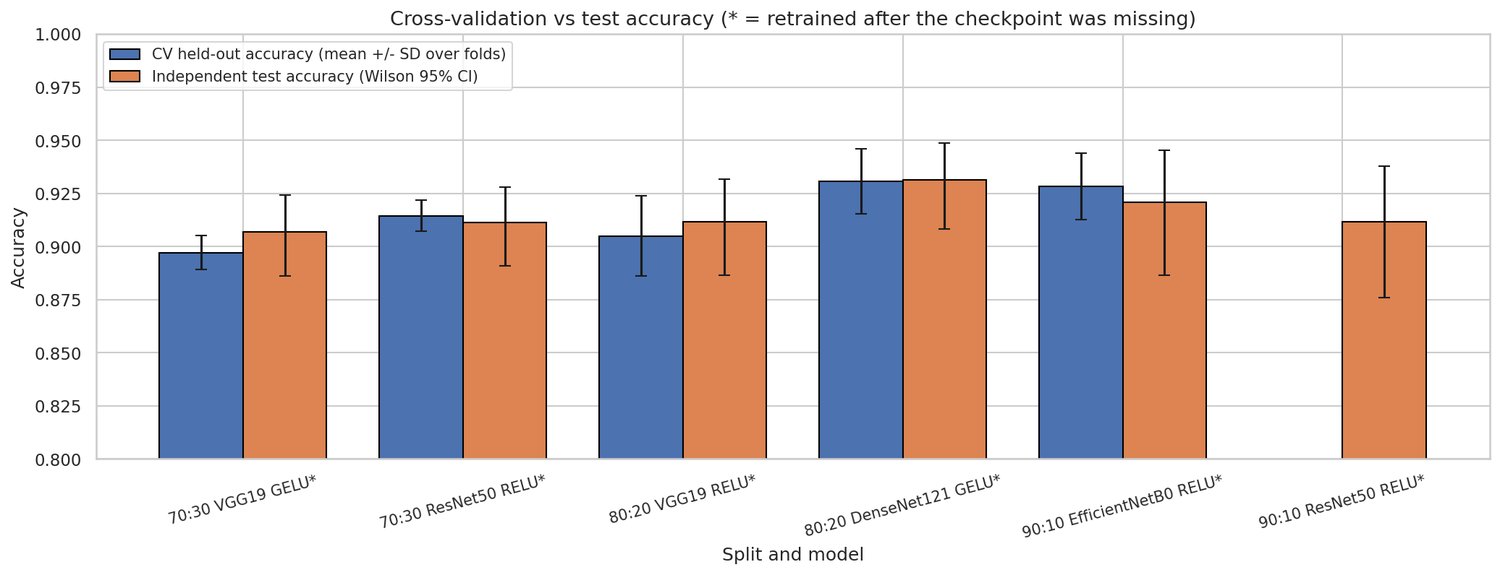 Cross-validation vs test accuracy (* = retrained after the checkpoint was missing)
CV held-out accuracy (mean +/- SD over folds)
Independent test accuracy (Wilson 95% CI)
1.000
0.975
0.950
0.925
0.900
0.875
0.850
0.825
0.800
Accuracy
70:30 VGG19 GELU*
70:30 ResNet50 RELU*
80:20 VGG19 RELU*
80:20 DenseNet121 GELU*
90:10 EfficientNetB0 RELU*
90:10 ResNet50 RELU*
Split and model